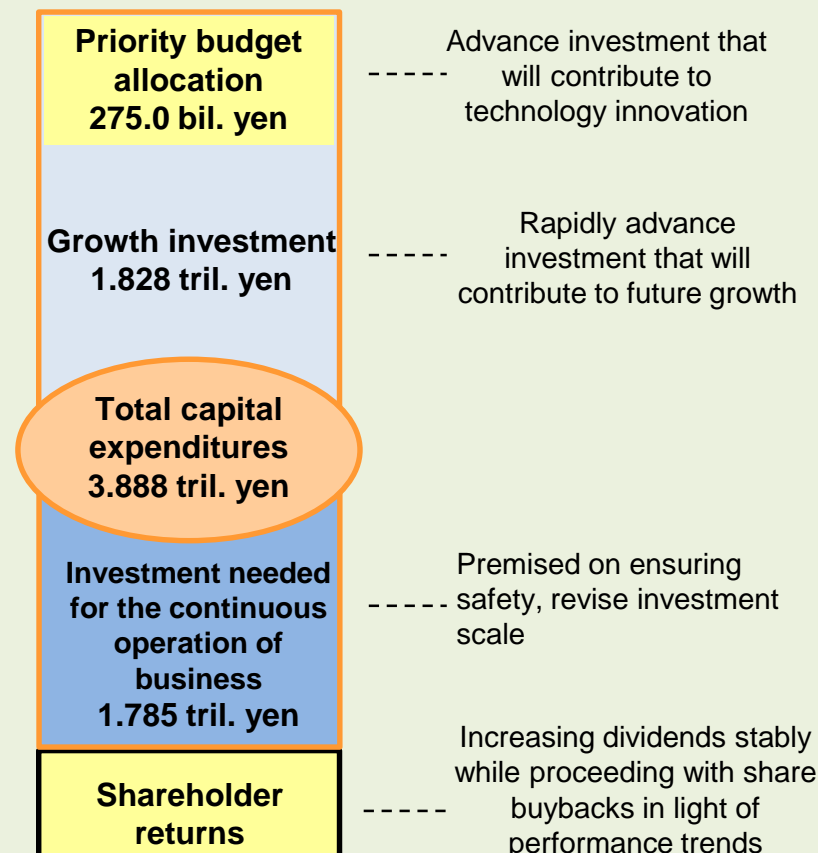 Priority budget
allocation
275.0 bil. yen
Advance investment that
will contribute to
technology innovation
Growth investment
1.828 tril. yen
Rapidly advance
investment that will
contribute to future growth
Total capital
expenditures
3.888 tril. yen
Investment needed
for the continuous
operation of
business
1.785 tril. yen
Premised on ensuring
safety, revise investment
scale
Shareholder
returns
Increasing dividends stably
while proceeding with share
buybacks in light of
performance trends